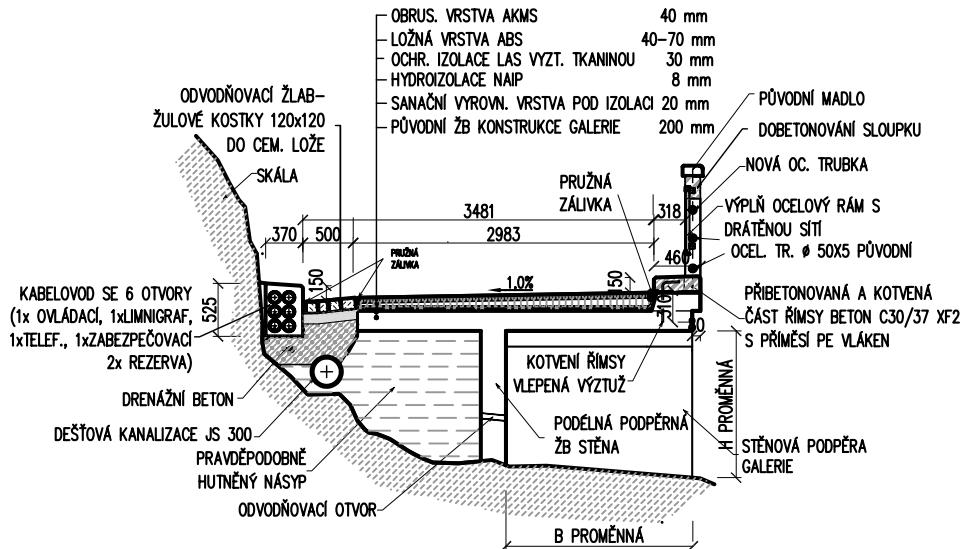 OBRUS. VRSTVA AKMS 40 mm
LOŽNÁ VRSTVA ABS 40-70 mm
OCHR. IZOLACE LAS VYZT. TKANINOU 30 mm
HYDROIZOLACE NAIP 8 mm
SANAČNÍ VYROVN. VRSTVA POD IZOLACI 20 mm
PŮVODNÍ ŽB KONSTRUKCE GALERIE 200 mm
ODVODŇOVACÍ ŽLAB-
ŽULOVÉ KOSTKY 120x120
DO CEM. LOŽE
SKÁLA
PŮVODNÍ MADLO
DOBETONOVÁNÍ SLOUPKU
NOVÁ OC. TRUBKA
PRUŽNÁ
ZÁLIVKA
VÝPLŇ OCELOVÝ RÁM S
DRÁTĚNOU SÍTÍ
OCEL. TR. ø 50X5 PŮVODNÍ
3481
318
370
500
2983
460
PRUŽNÁ
ZÁLIVKA
150
1.0%
150
525
310
80
KABELOVOD SE 6 OTVORY
(1x OVLÁDACÍ, 1xLIMNIGRAF,
1xTELEF., 1xZABEZPEČOVACÍ
2x REZERVA)
PŘIBETONOVANÁ A KOTVENÁ
ČÁST ŘÍMSY BETON C30/37 XF2
S PŘÍMĚSÍ PE VLÁKEN
KOTVENÍ ŘÍMSY
VLEPENÁ VÝZTUŽ
DRENÁŽNÍ BETON
DEŠŤOVÁ KANALIZACE JS 300
PRAVDĚPODOBNĚ
HUTNĚNÝ NÁSYP
ODVODŇOVACÍ OTVOR
PODÉLNÁ PODPĚRNÁ
ŽB STĚNA
H PROMĚNNÁ
STĚNOVÁ PODPĚRA
GALERIE
B PROMĚNNÁ